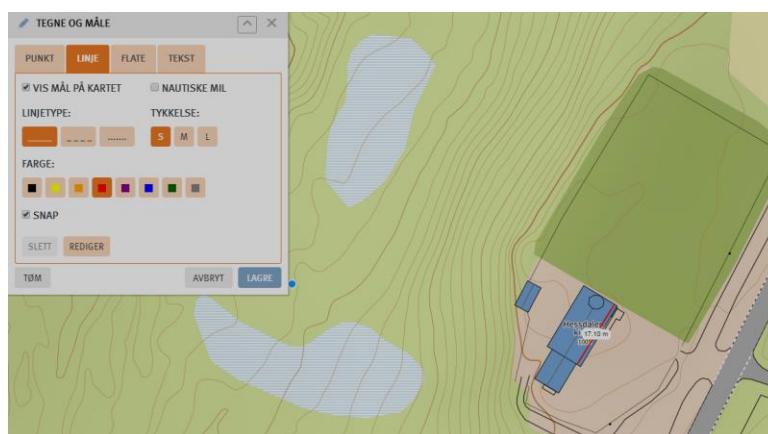 TEGNE OG MÅLE
PUNKT LINJE FLATE TEKST
VIS MÅL PÅ KARTET NAUTISKE MIL
LINJETYPE: TYKKELSE:
S M L
FARGE:
SNAP
SLETT REDIGER
TØM AVBRYT LAGRE
17.10 m
100